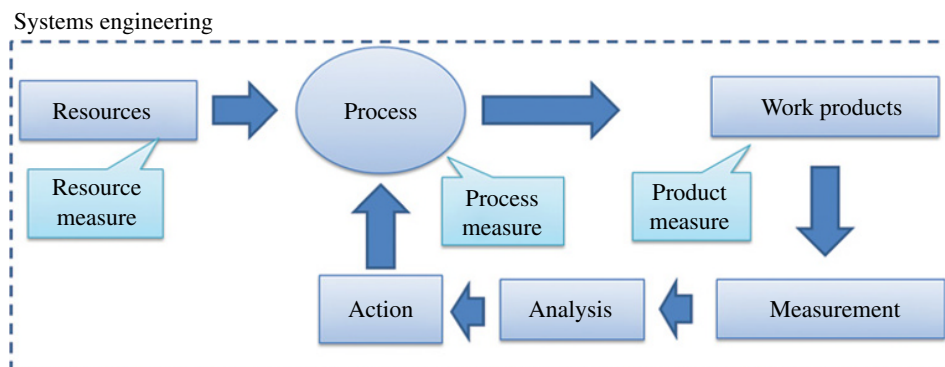 Systems engineering
Resources
Process
Work products
Resource
measure
Process
measure
Product
measure
Action
Analysis
Measurement